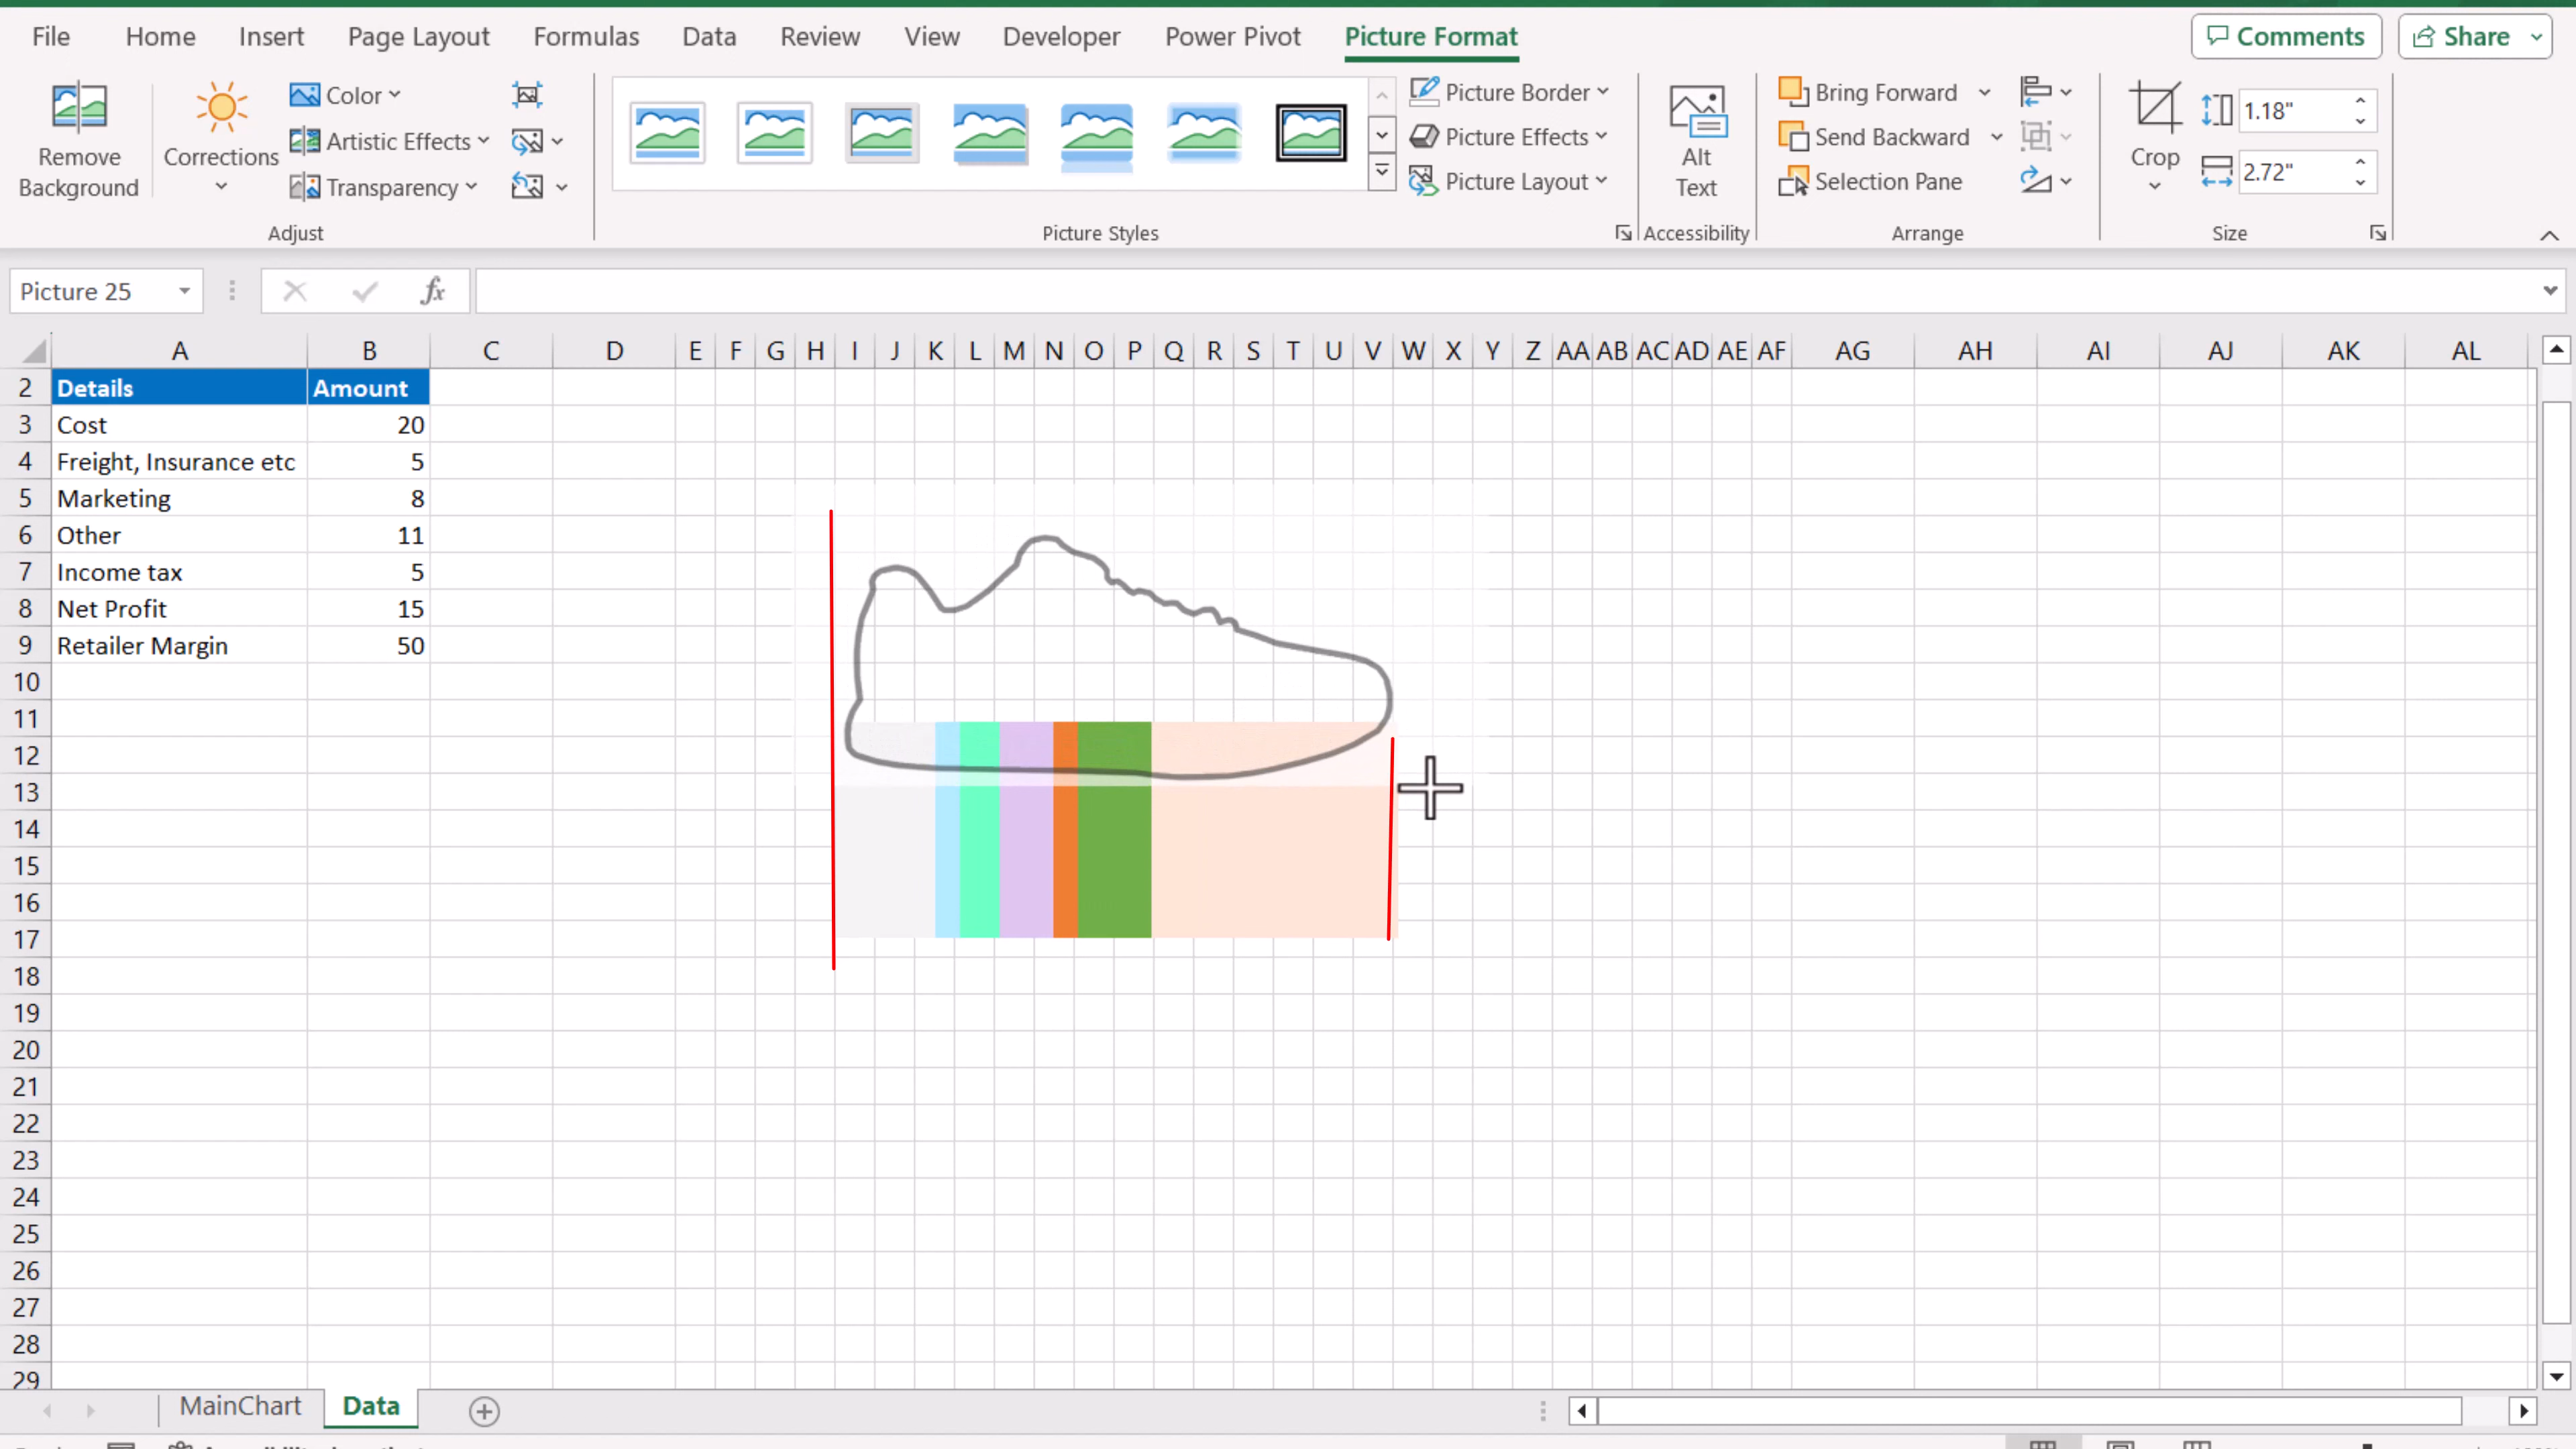 File Home Insert Page Layout Formulas Data Review View Developer Power Pivot Picture Format Comments Share
Remove Background
Corrections
Color
Artistic Effects
Transparency
Adjust
Picture Styles
Picture Border
Picture Effects
Picture Layout
Alt Text
Accessibility
Bring Forward
Send Backward
Selection Pane
Arrange
Crop
1.18"
2.72"
Size
Picture 25 fx
A B C D E F G H I J K L M N O P Q R S T U V W X Y Z AA AB AC AD AE AF AG AH AI AJ AK AL
2 Details Amount
3 Cost 20
4 Freight, Insurance etc 5
5 Marketing 8
6 Other 11
7 Income tax 5
8 Net Profit 15
9 Retailer Margin 50
10
11
12
13
14
15
16
17
18
19
20
21
22
23
24
25
26
27
28
29
MainChart Data